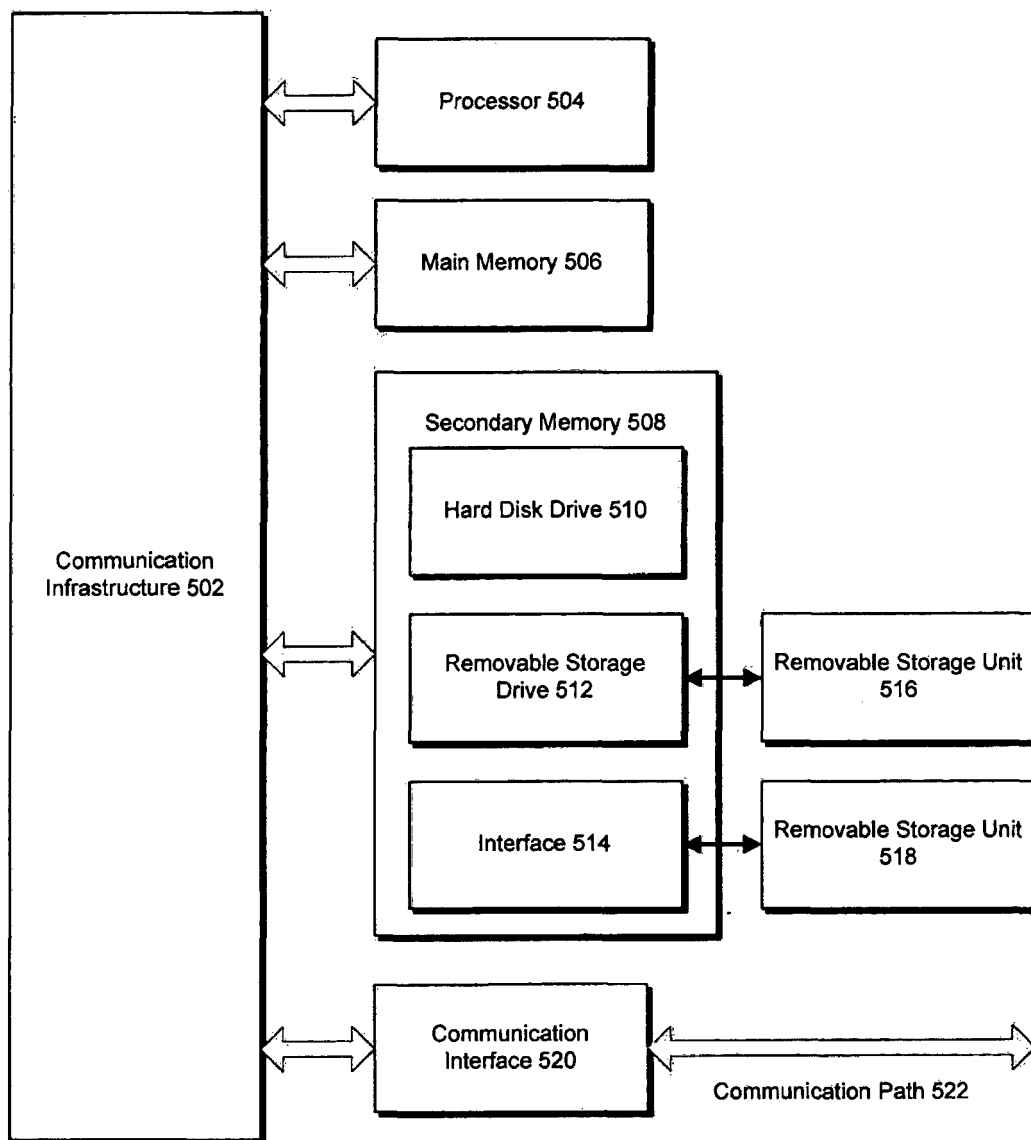 Processor 504
Main Memory 506
Secondary Memory 508
Hard Disk Drive 510
Communication
Infrastructure 502
Removable Storage
Drive 512
Removable Storage Unit
516
Interface 514
Removable Storage Unit
518
Communication
Interface 520
Communication Path 522